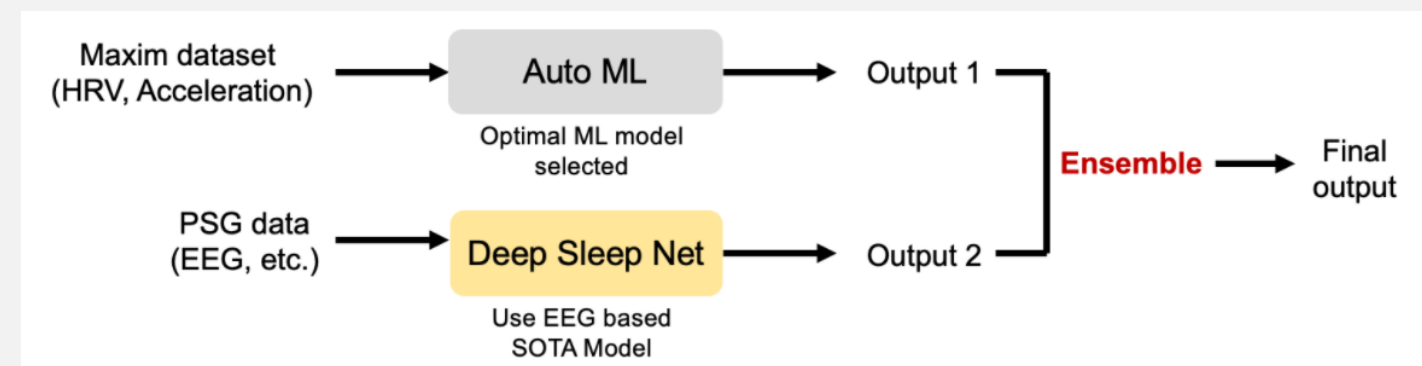 Maxim dataset
(HRV, Acceleration)
Auto ML
Optimal ML model
selected
Output 1
PSG data
(EEG, etc.)
Deep Sleep Net
Use EEG based
SOTA Model
Output 2
Ensemble
Final
output